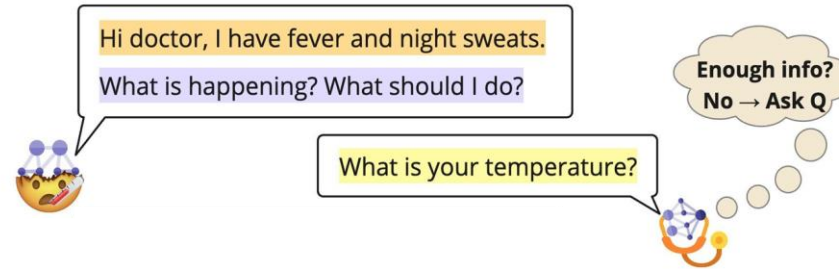 Hi doctor, I have fever and night sweats.
What is happening? What should I do?
Enough info?
No → Ask Q
What is your temperature?